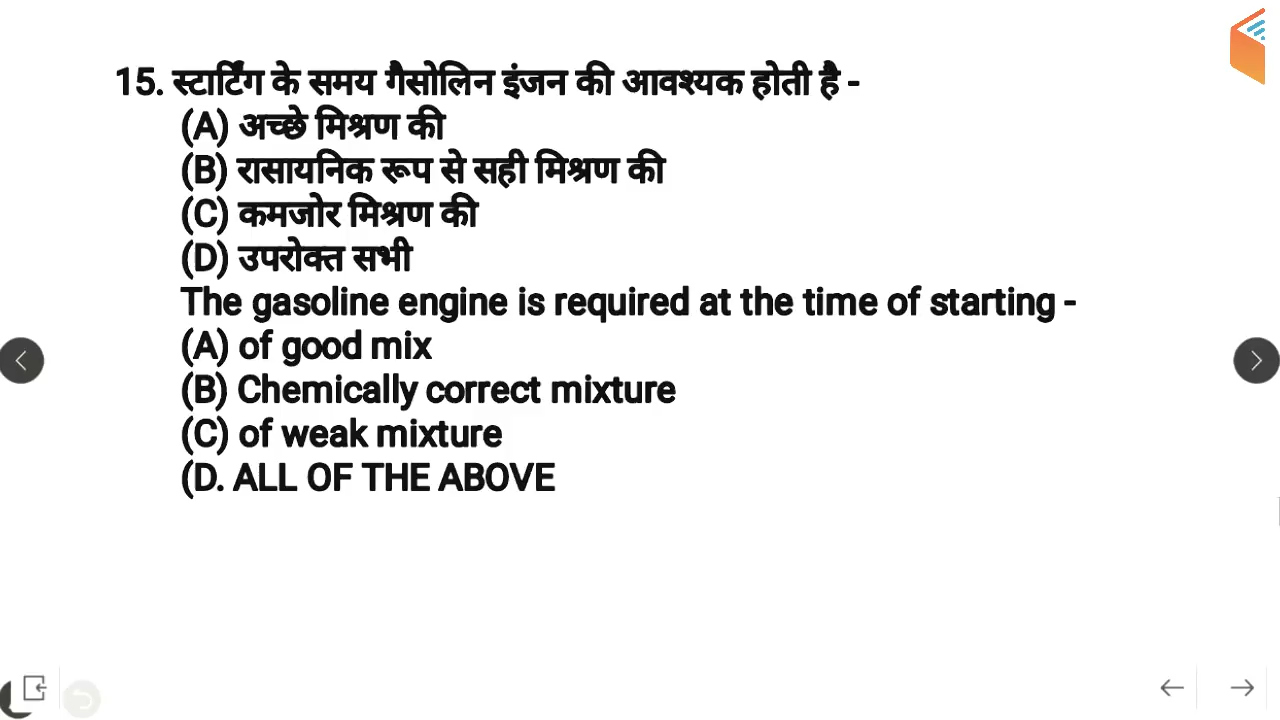 15. स्टार्टिंग के समय गैसोलिन इंजन की आवश्यक होती है -
(A) अच्छे मिश्रण की
(B) रासायनिक रूप से सही मिश्रण की
(C) कमजोर मिश्रण की
(D) उपरोक्त सभी
The gasoline engine is required at the time of starting -
(A) of good mix
(B) Chemically correct mixture
(C) of weak mixture
(D. ALL OF THE ABOVE